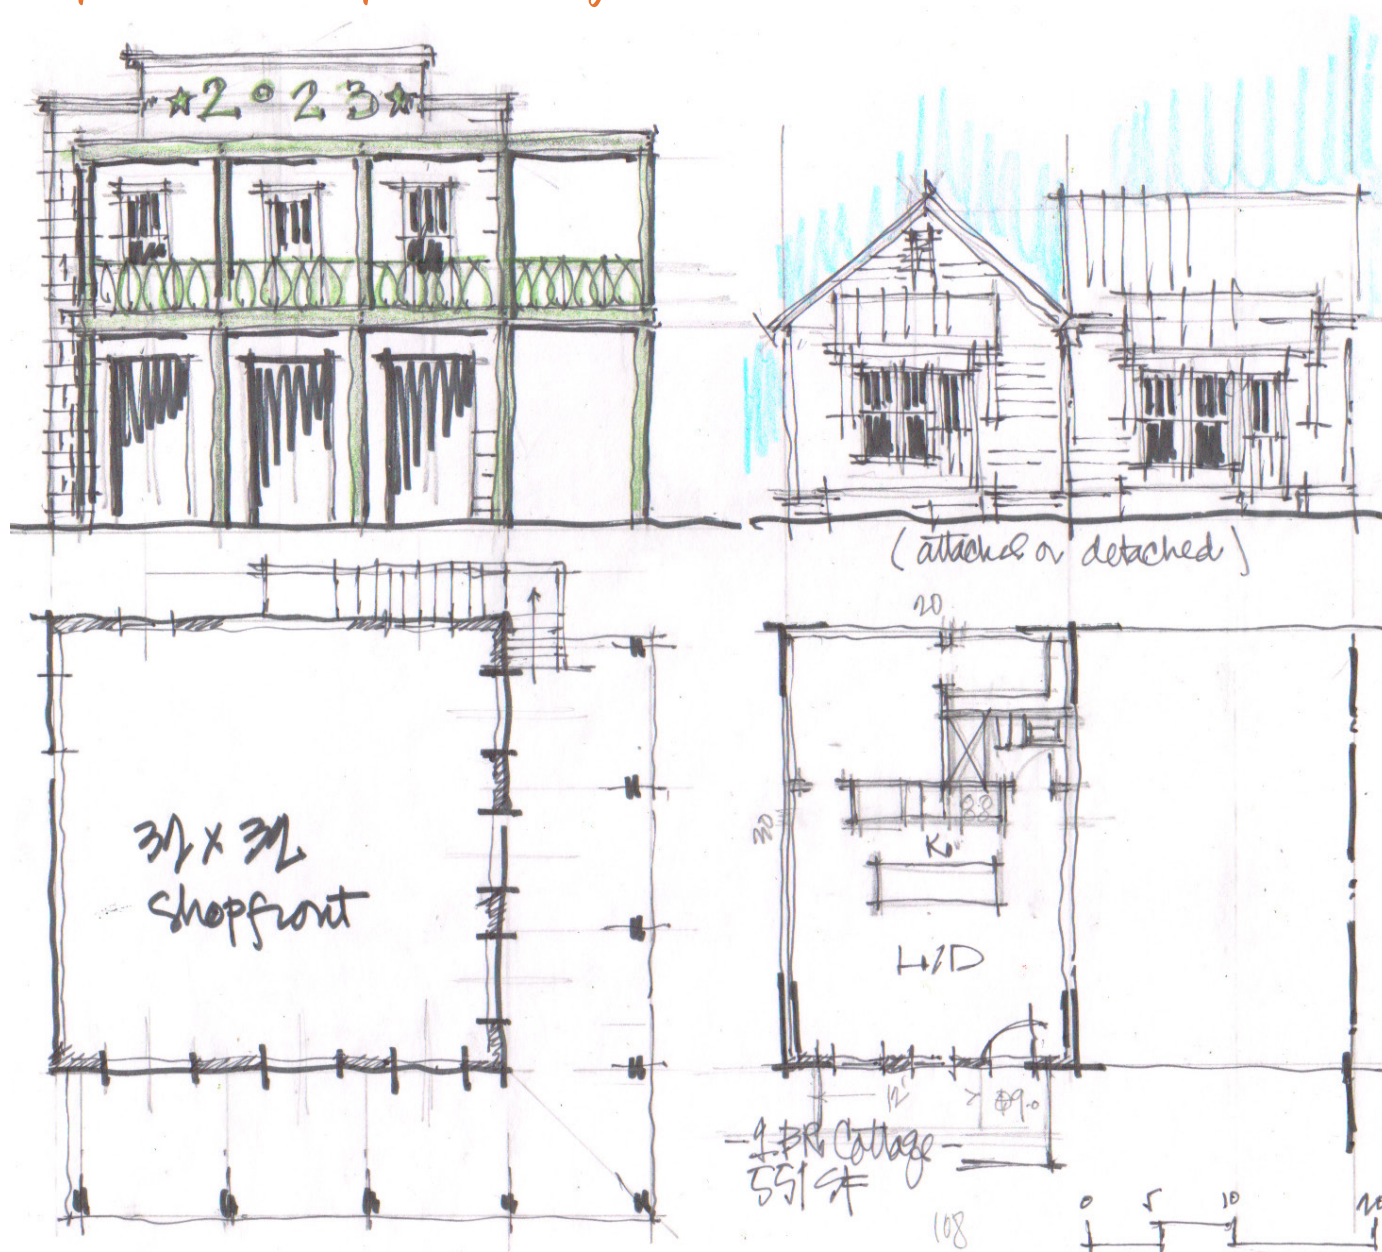 ★2023★
(attached or detached)
20
32 x 32
shopfront
30
K.
L/D
12'
-1 BR. Cottage-
551 SF
108
0 5 10 20